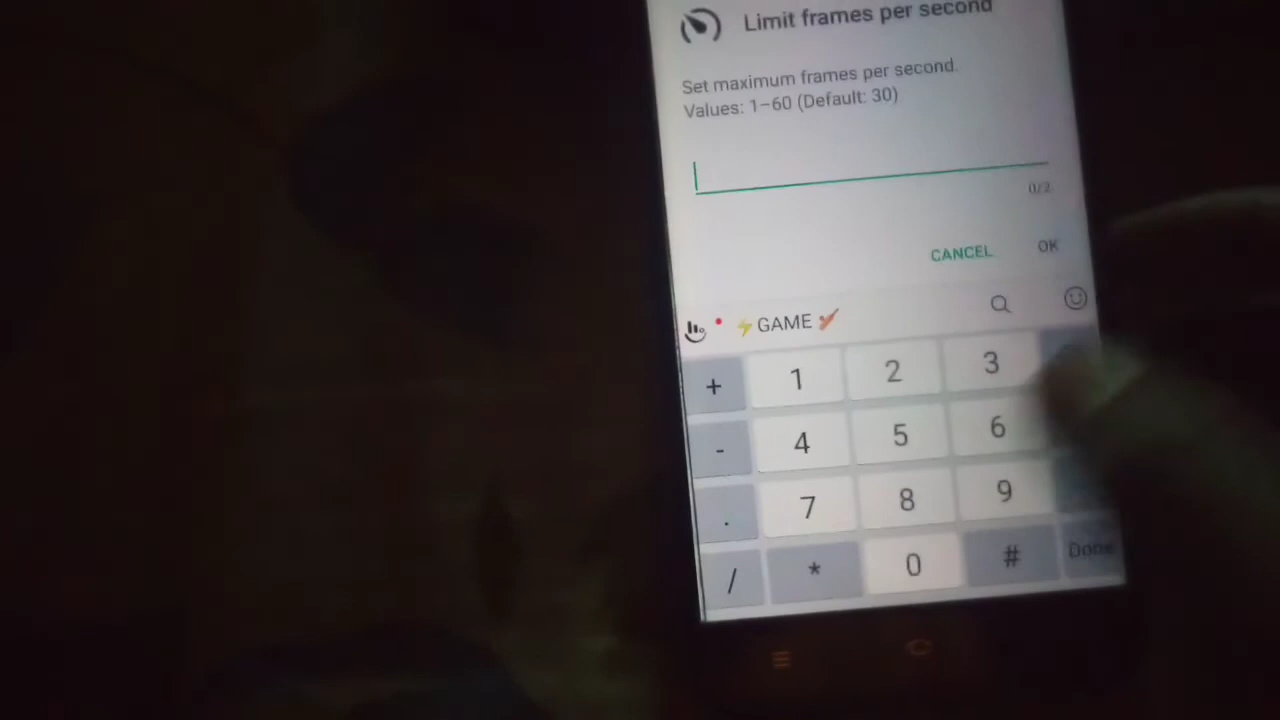 Limit frames per second
Set maximum frames per second.
Values: 1–60 (Default: 30)
0/2
CANCEL OK
⚡GAME
+ 1 2 3
- 4 5 6
. 7 8 9
/ * 0 # Done